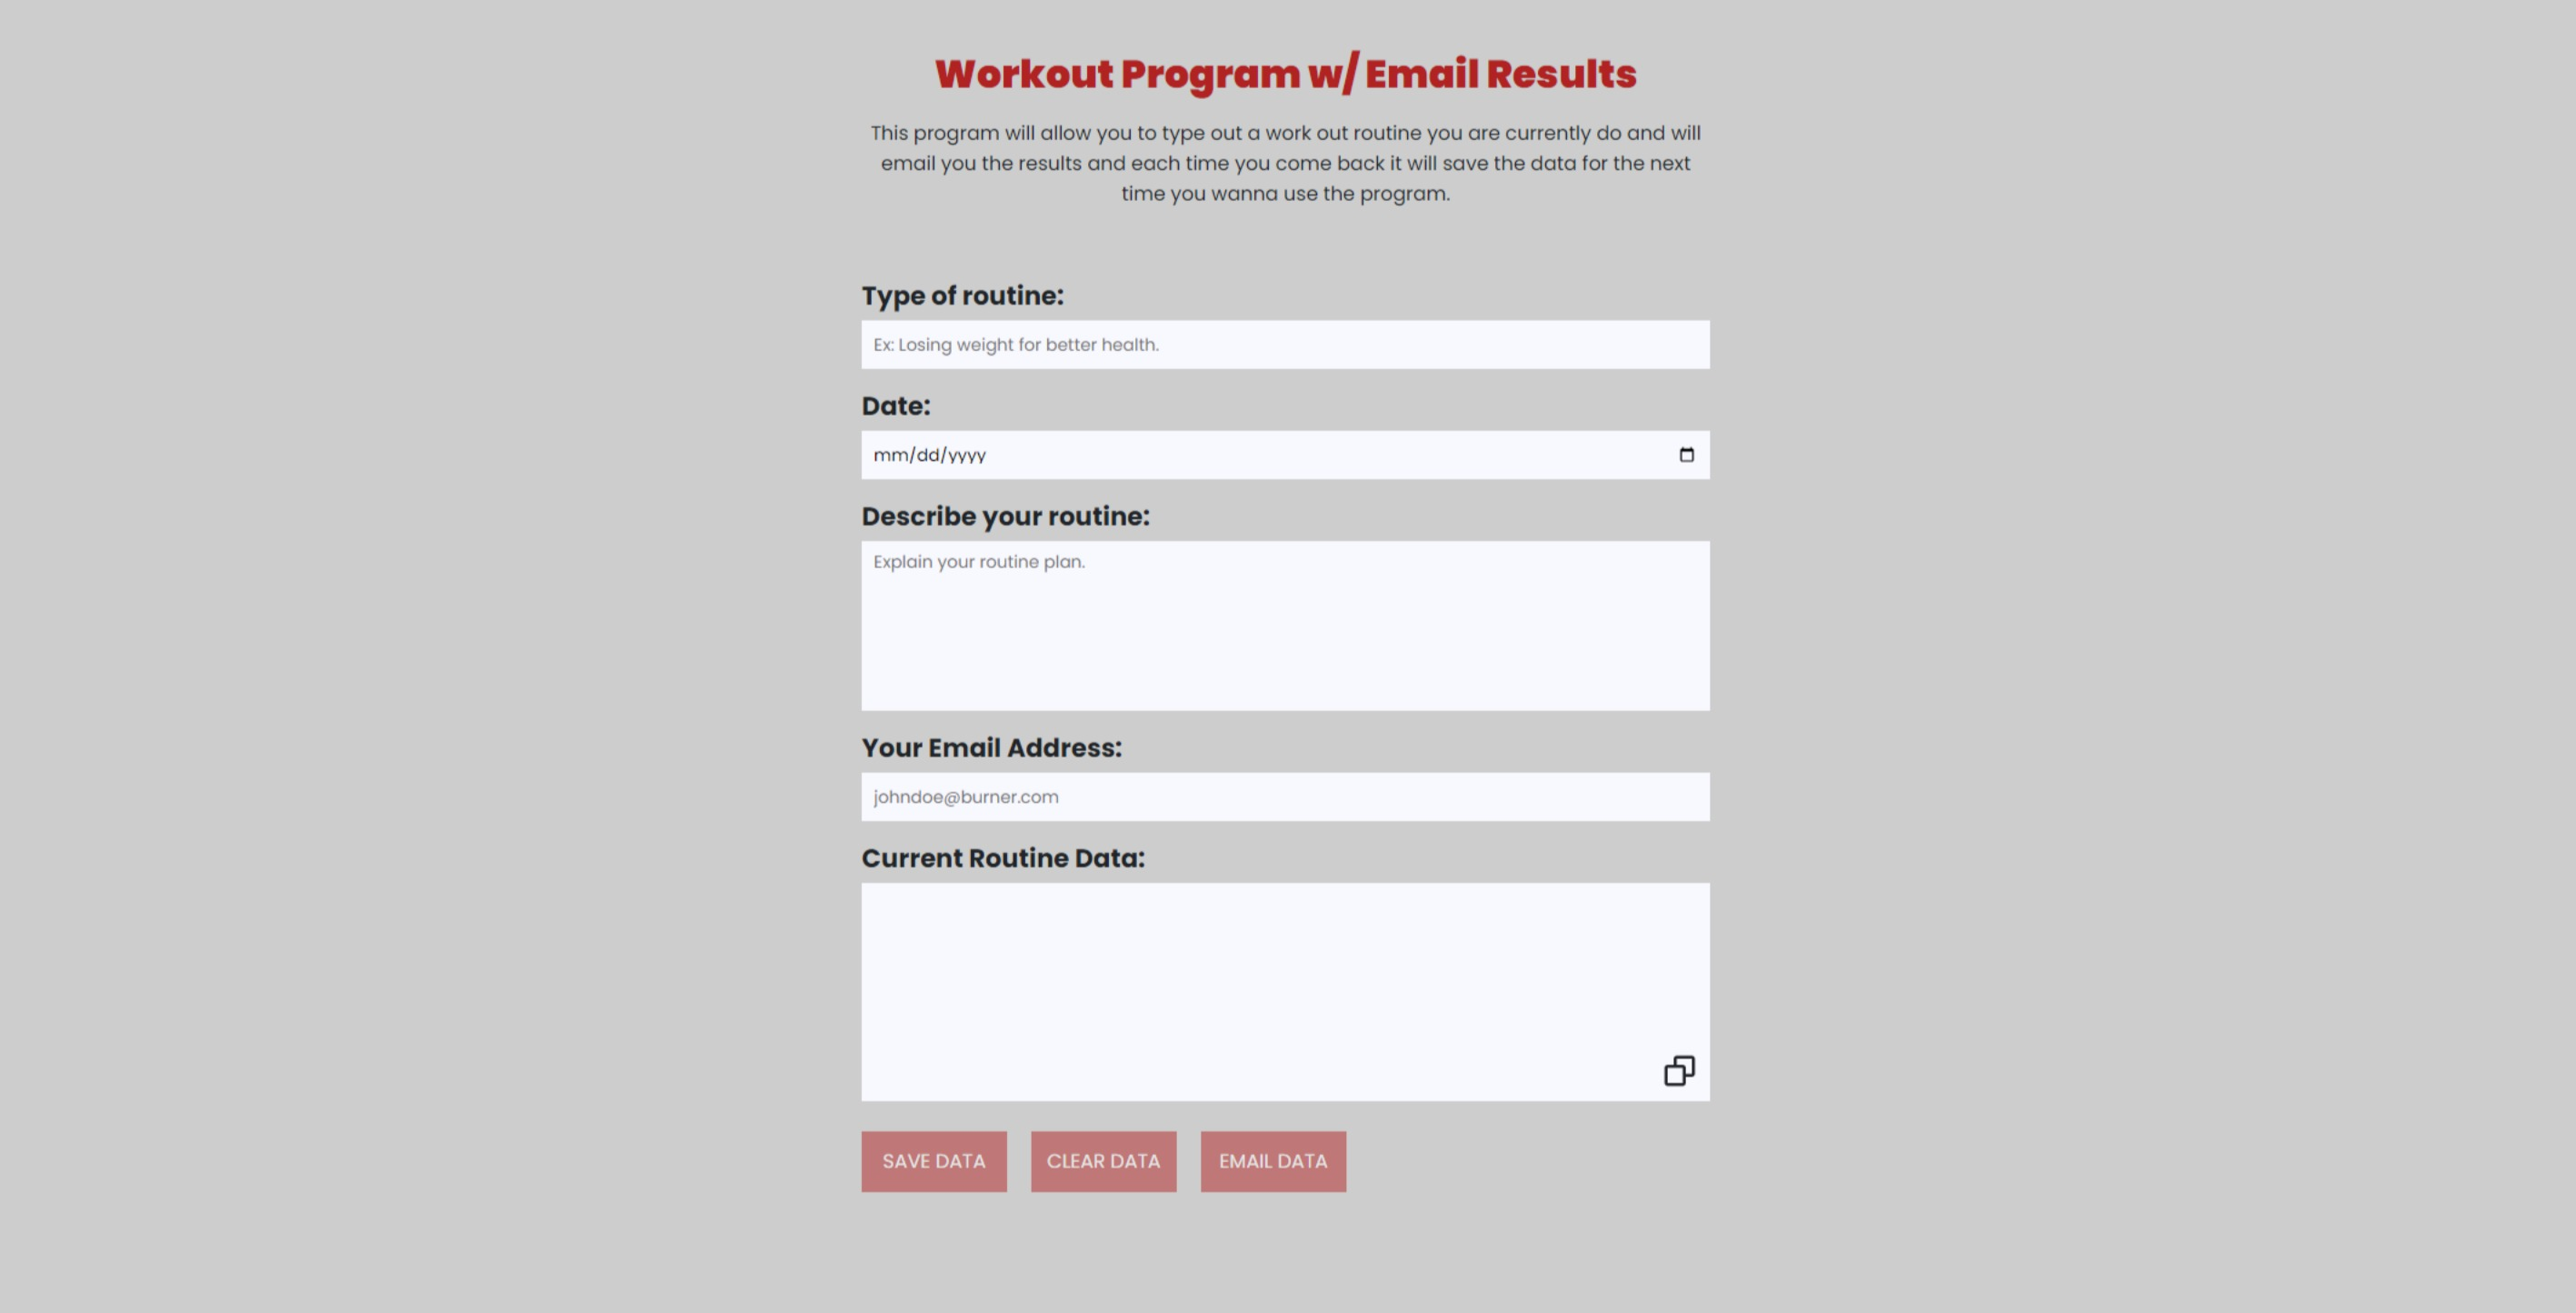 Workout Program w/ Email Results
This program will allow you to type out a work out routine you are currently do and will
email you the results and each time you come back it will save the data for the next
time you wanna use the program.
Type of routine:
Ex: Losing weight for better health.
Date:
mm/dd/yyyy
Describe your routine:
Explain your routine plan.
Your Email Address:
johndoe@burner.com
Current Routine Data:
SAVE DATA CLEAR DATA EMAIL DATA